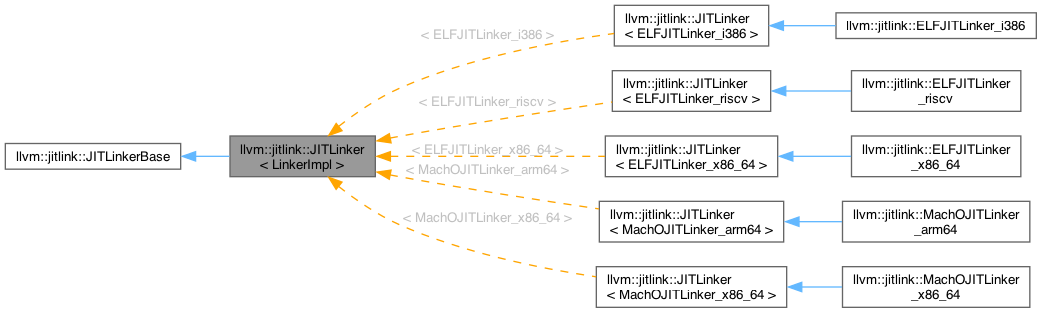 llvm::jitlink::JITLinkerBase
llvm::jitlink::JITLinker
< LinkerImpl >
< ELFJITLinker_i386 >
< ELFJITLinker_riscv >
< ELFJITLinker_x86_64 >
< MachOJITLinker_arm64 >
< MachOJITLinker_x86_64 >
llvm::jitlink::JITLinker
< ELFJITLinker_i386 >
llvm::jitlink::ELFJITLinker_i386
llvm::jitlink::JITLinker
< ELFJITLinker_riscv >
llvm::jitlink::ELFJITLinker
_riscv
llvm::jitlink::JITLinker
< ELFJITLinker_x86_64 >
llvm::jitlink::ELFJITLinker
_x86_64
llvm::jitlink::JITLinker
< MachOJITLinker_arm64 >
llvm::jitlink::MachOJITLinker
_arm64
llvm::jitlink::JITLinker
< MachOJITLinker_x86_64 >
llvm::jitlink::MachOJITLinker
_x86_64